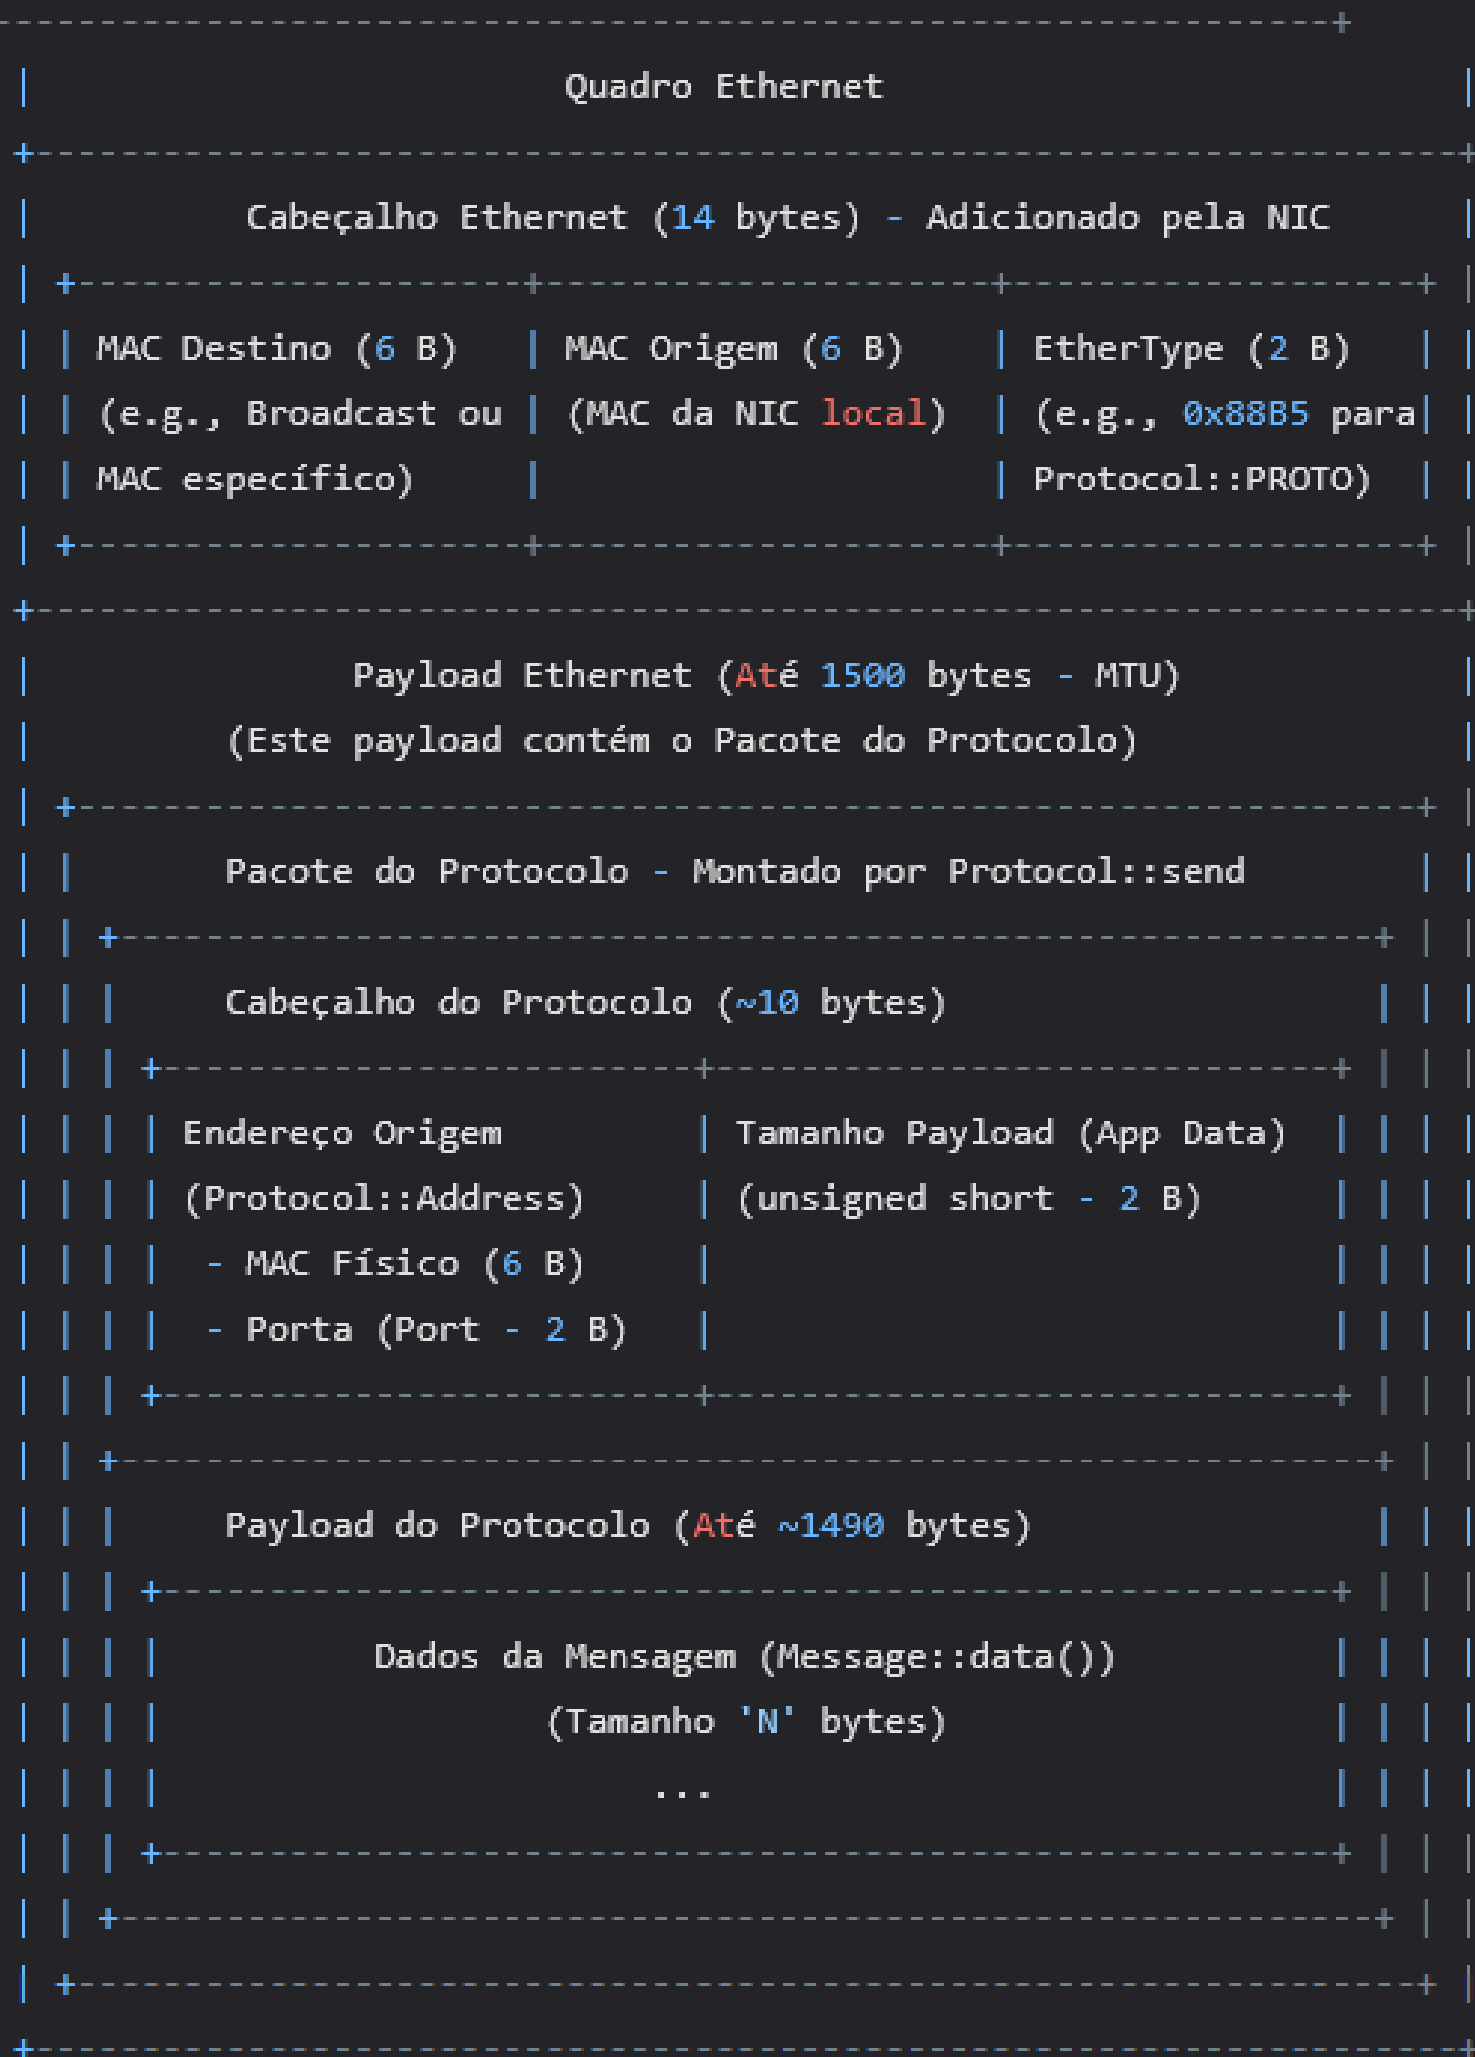 Quadro Ethernet
Cabeçalho Ethernet (14 bytes) - Adicionado pela NIC
MAC Destino (6 B) | MAC Origem (6 B) | EtherType (2 B)
(e.g., Broadcast ou | (MAC da NIC local) | (e.g., 0x88B5 para
MAC específico) | | Protocol::PROTO)
Payload Ethernet (Até 1500 bytes - MTU)
(Este payload contém o Pacote do Protocolo)
Pacote do Protocolo - Montado por Protocol::send
Cabeçalho do Protocolo (~10 bytes)
Endereço Origem | Tamanho Payload (App Data)
(Protocol::Address) | (unsigned short - 2 B)
- MAC Físico (6 B) |
- Porta (Port - 2 B) |
Payload do Protocolo (Até ~1490 bytes)
Dados da Mensagem (Message::data())
(Tamanho 'N' bytes)
...